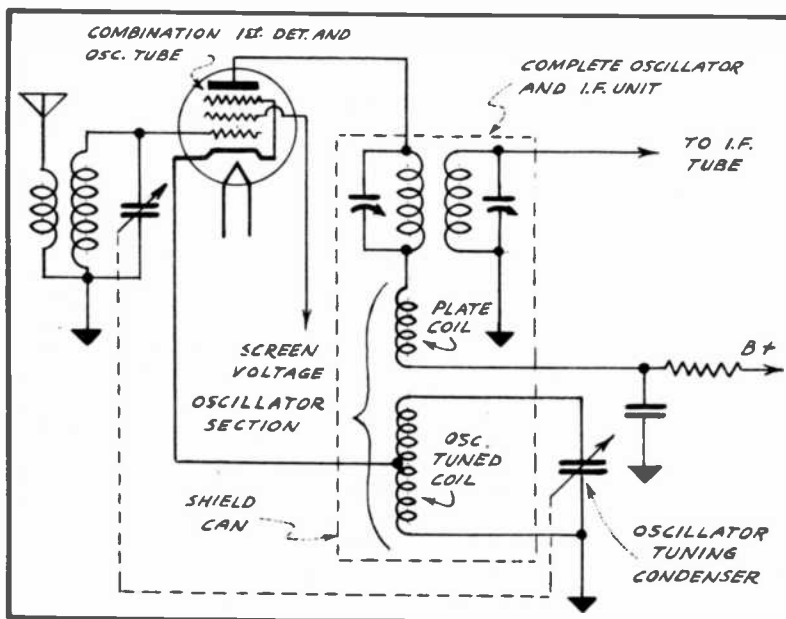 COMBINATION 1ST. DET. AND
OSC. TUBE
COMPLETE OSCILLATOR
AND I.F. UNIT
TO I.F.
TUBE
PLATE
COIL
SCREEN
VOLTAGE
B+
OSCILLATOR
SECTION
OSC.
TUNED
COIL
SHIELD
CAN
OSCILLATOR
TUNING
CONDENSER